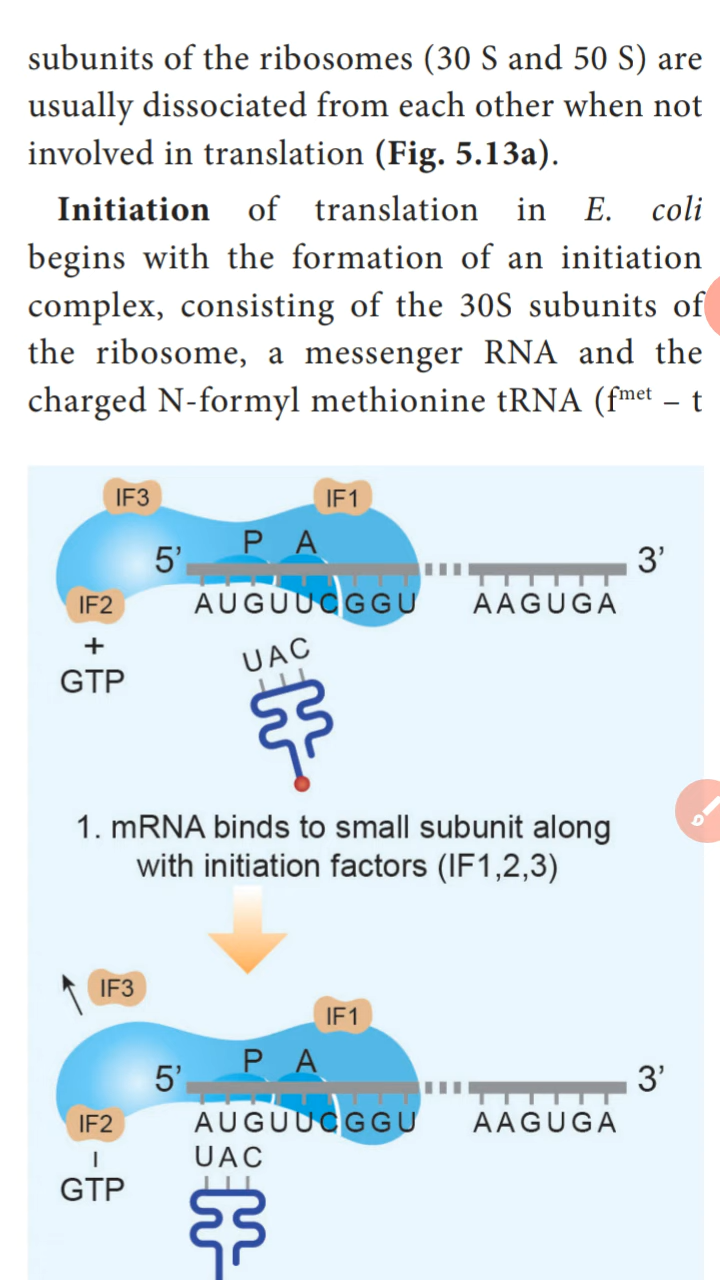 subunits of the ribosomes (30 S and 50 S) are
usually dissociated from each other when not
involved in translation (Fig. 5.13a).
Initiation of translation in E. coli
begins with the formation of an initiation
complex, consisting of the 30S subunits of
the ribosome, a messenger RNA and the
charged N-formyl methionine tRNA (fᵐᵉᵗ – t
IF3
IF1
P A
5’
3’
IF2
AUGUUCGGU AAGUGA
+
GTP
UAC
1. mRNA binds to small subunit along
with initiation factors (IF1,2,3)
IF3
IF1
P A
5’
3’
IF2
AUGUUCGGU AAGUGA
UAC
GTP